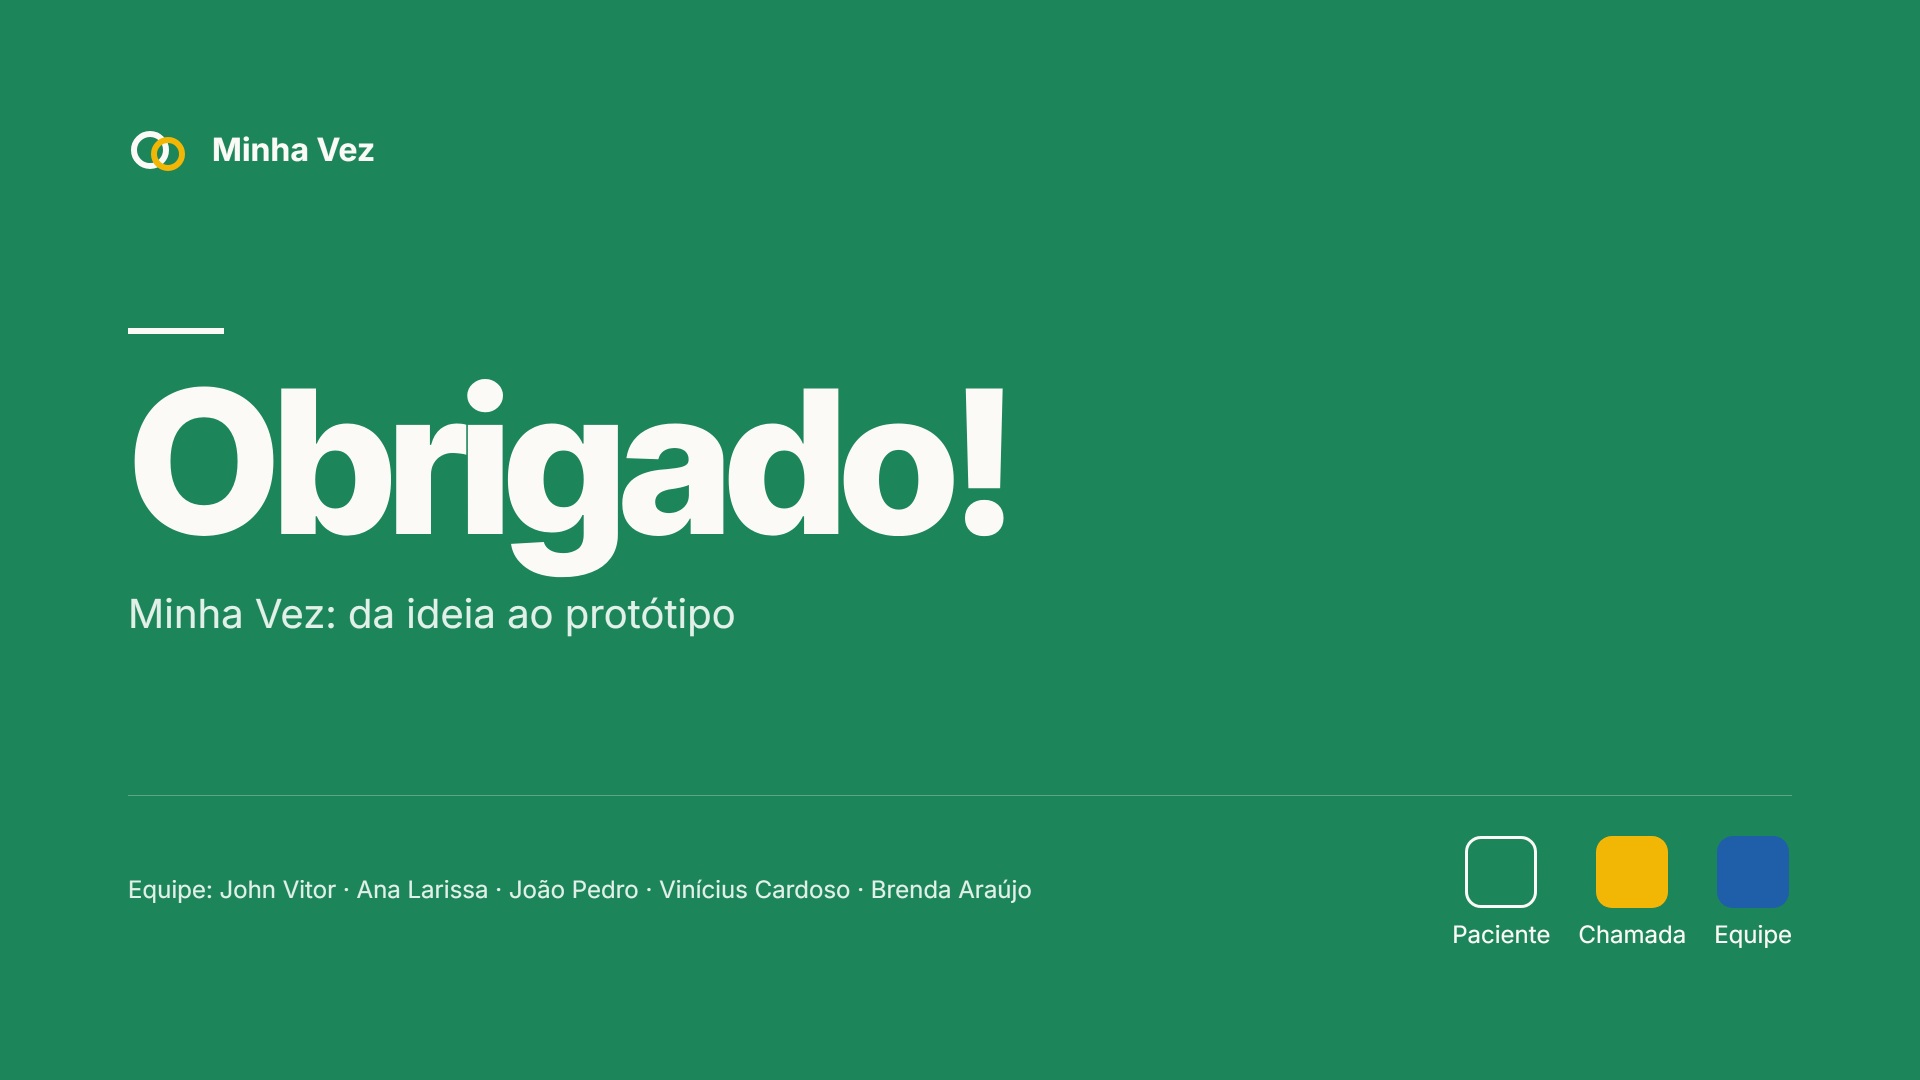 Minha Vez
Obrigado!
Minha Vez: da ideia ao protótipo
Equipe: John Vitor · Ana Larissa · João Pedro · Vinícius Cardoso · Brenda Araújo
Paciente Chamada Equipe